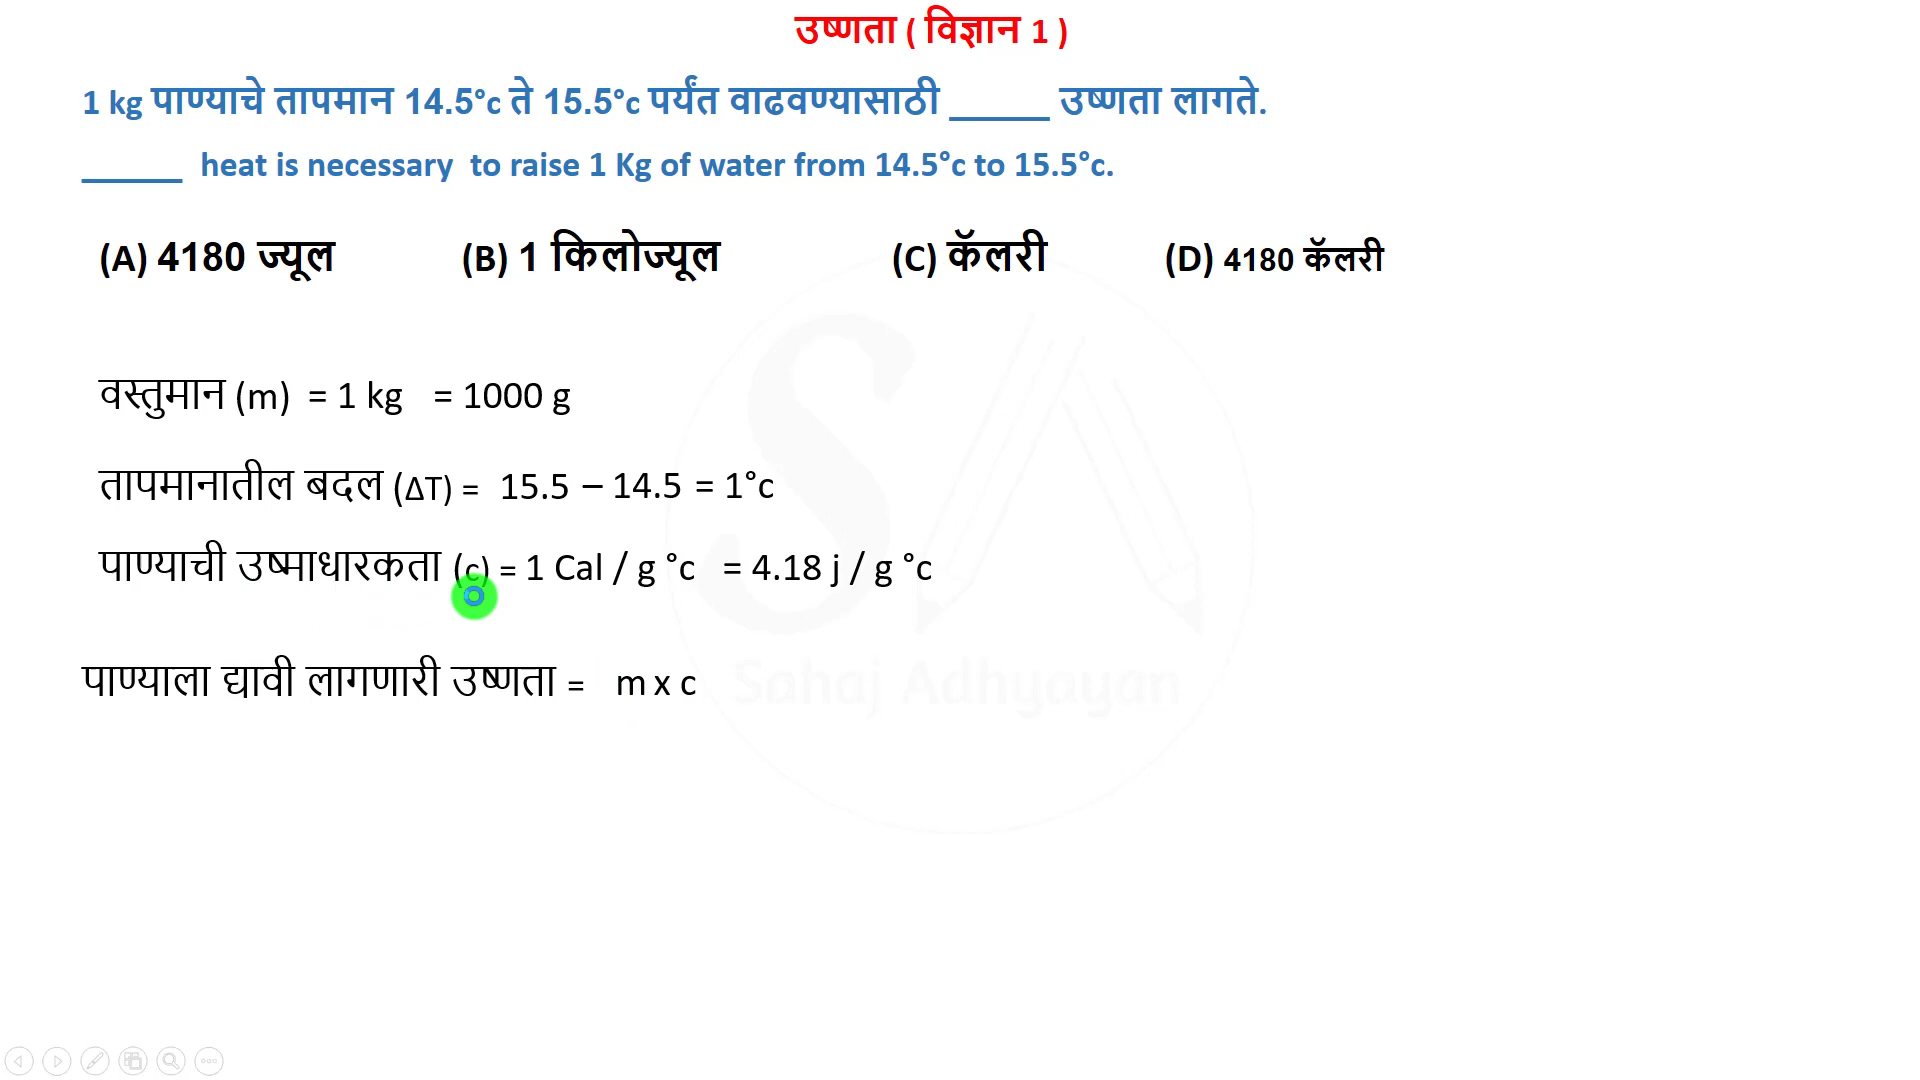 उष्णता ( विज्ञान 1 )
1 kg पाण्याचे तापमान 14.5°c ते 15.5°c पर्यंत वाढवण्यासाठी ______ उष्णता लागते.
______ heat is necessary to raise 1 Kg of water from 14.5°c to 15.5°c.
(A) 4180 ज्यूल (B) 1 किलोज्यूल (C) कॅलरी (D) 4180 कॅलरी
वस्तुमान (m) = 1 kg = 1000 g
तापमानातील बदल (ΔT) = 15.5 – 14.5 = 1°c
पाण्याची उष्माधारकता (c) = 1 Cal / g °c = 4.18 j / g °c
पाण्याला द्यावी लागणारी उष्णता = m x c
Sahaj Adhyayan